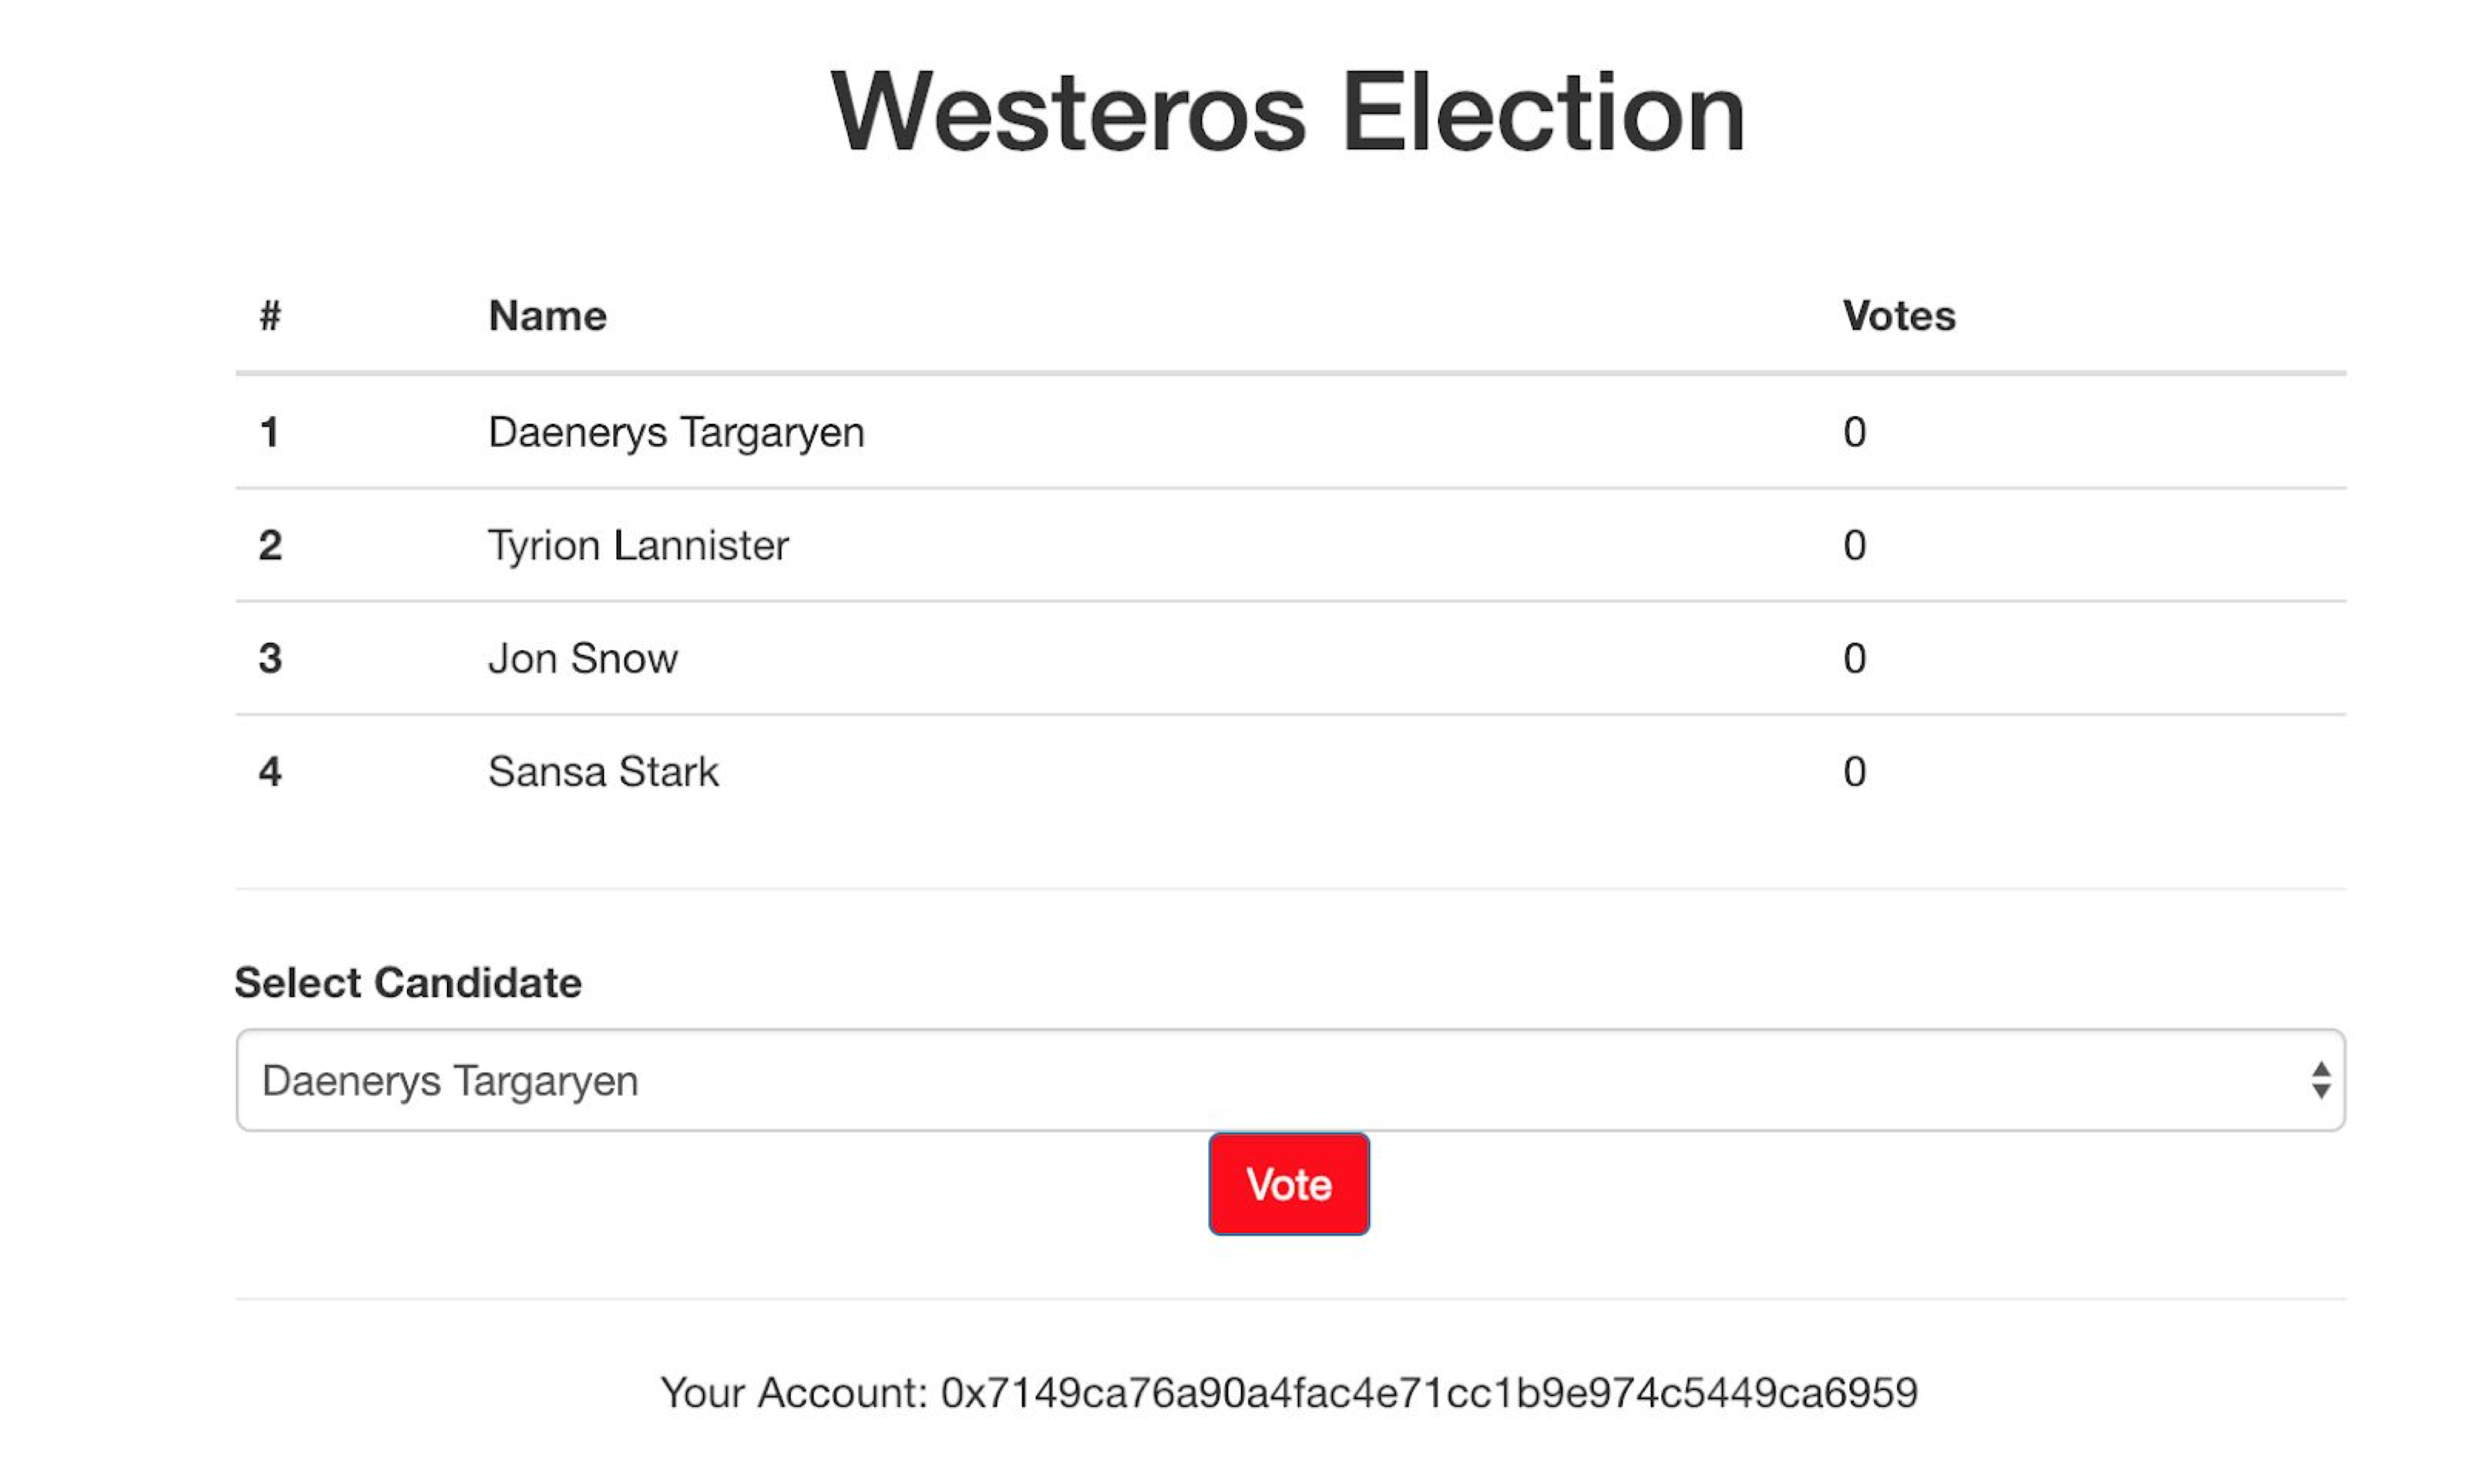 Westeros Election
# Name Votes
1 Daenerys Targaryen 0
2 Tyrion Lannister 0
3 Jon Snow 0
4 Sansa Stark 0
Select Candidate
Daenerys Targaryen
Vote
Your Account: 0x7149ca76a90a4fac4e71cc1b9e974c5449ca6959